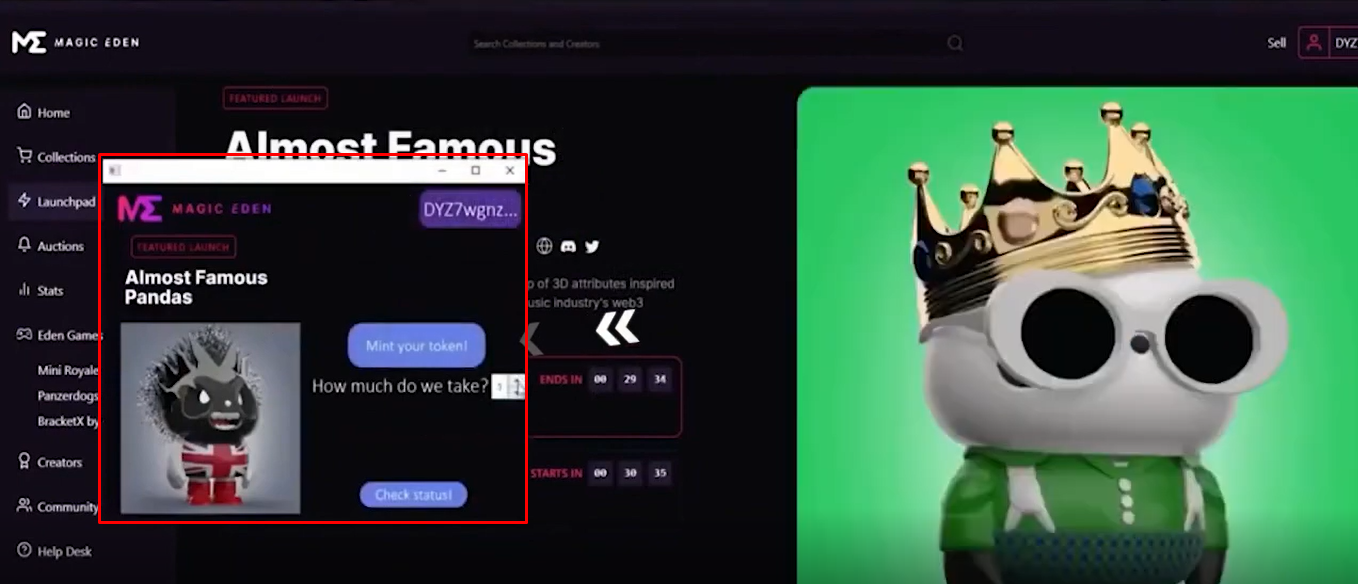 MAGIC EDEN
Search Collections and Creators
Sell
DYZ
Home
Collections
Launchpad
Auctions
Stats
Eden Game
Mini Royale
Panzerdogs
BracketX by
Creators
Community
Help Desk
FEATURED LAUNCH
Almost Famous
p of 3D attributes inspired
usic industry's web3
ENDS IN 00 29 34
STARTS IN 00 30 35
MAGIC EDEN
DYZ7wgnz...
FEATURED LAUNCH
Almost Famous
Pandas
Mint your token!
How much do we take?
Check status!